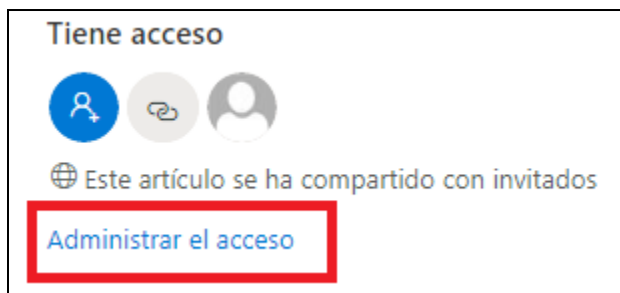 Tiene acceso
Este artículo se ha compartido con invitados
Administrar el acceso